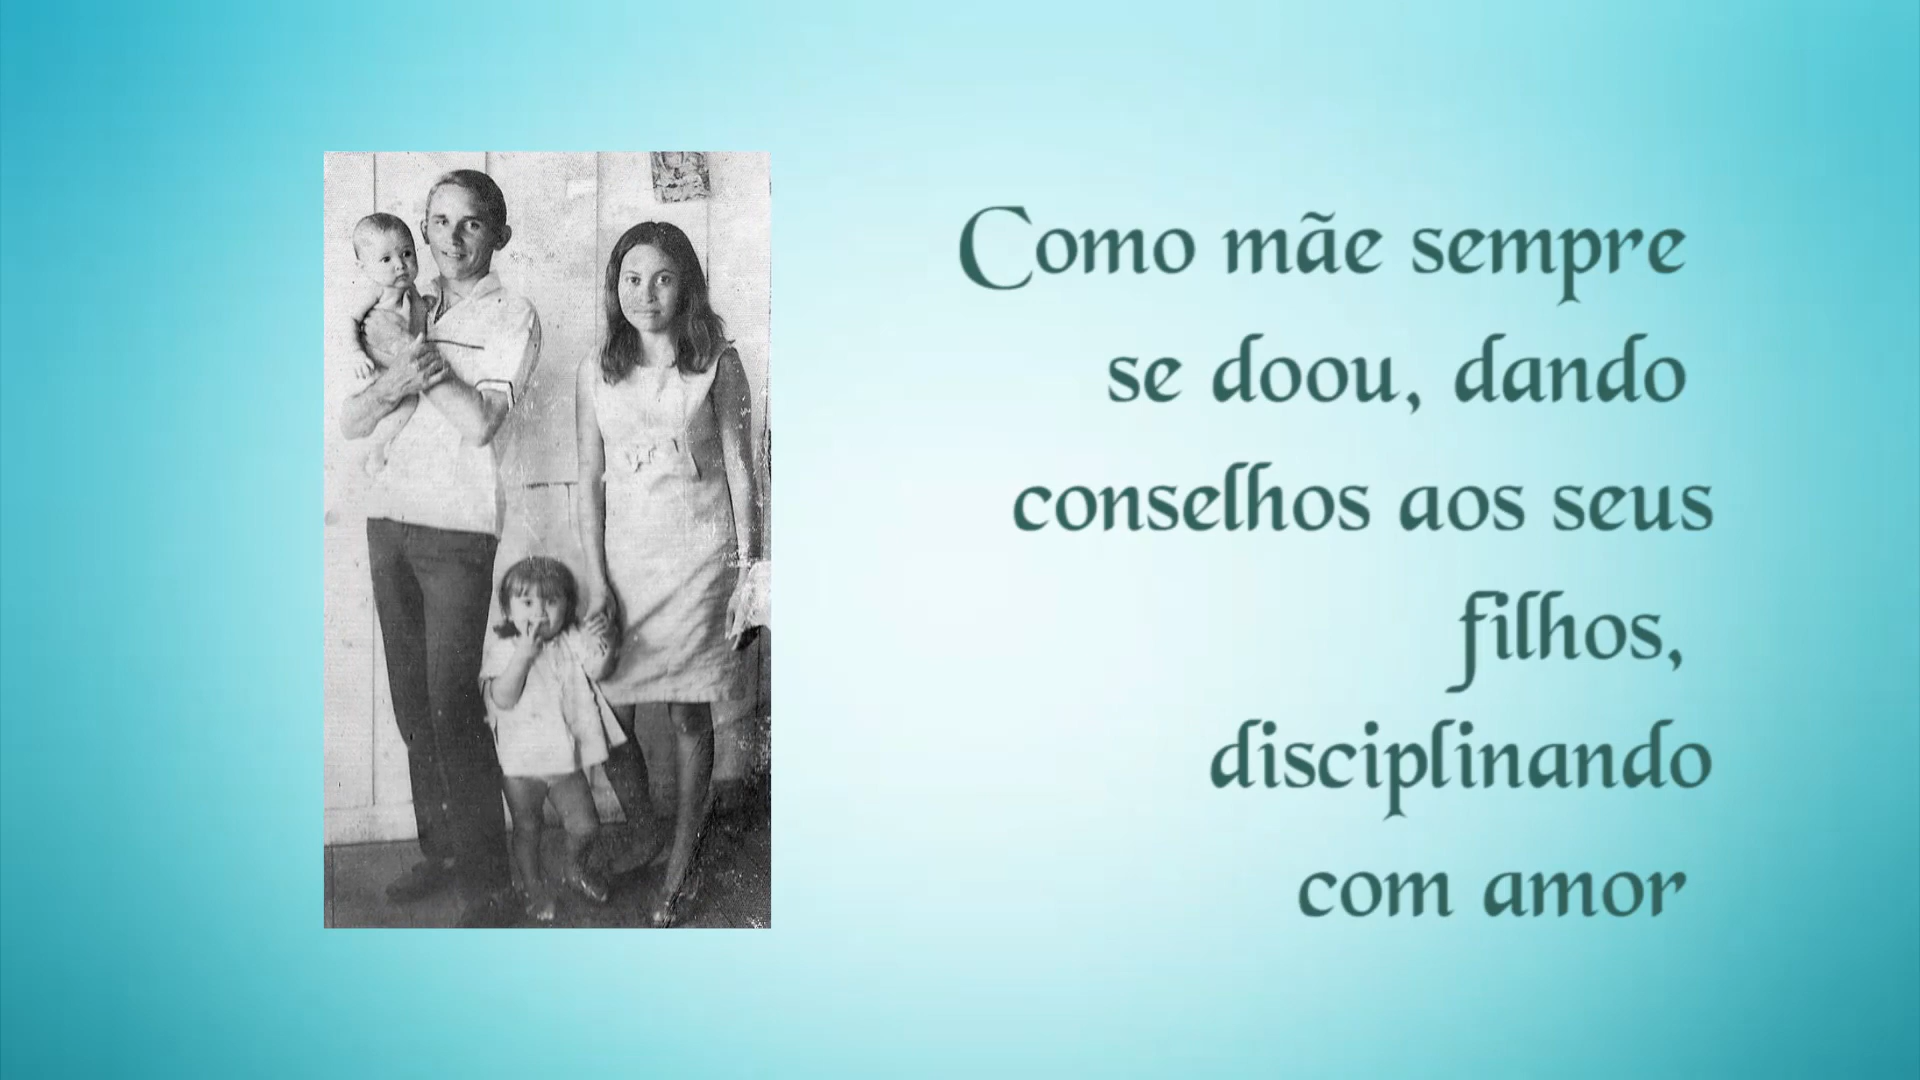 Como mãe sempre
se doou, dando
conselhos aos seus
filhos,
disciplinando
com amor